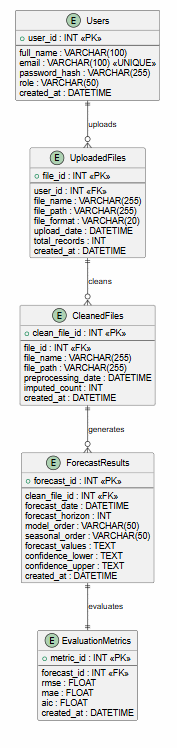 E Users
user_id : INT «PK»
full_name : VARCHAR(100)
email : VARCHAR(100) «UNIQUE»
password_hash : VARCHAR(255)
role : VARCHAR(50)
created_at : DATETIME
uploads
E UploadedFiles
file_id : INT «PK»
user_id : INT «FK»
file_name : VARCHAR(255)
file_path : VARCHAR(255)
file_format : VARCHAR(20)
upload_date : DATETIME
total_records : INT
created_at : DATETIME
cleans
E CleanedFiles
clean_file_id : INT «PK»
file_id : INT «FK»
file_name : VARCHAR(255)
file_path : VARCHAR(255)
preprocessing_date : DATETIME
imputed_count : INT
created_at : DATETIME
generates
E ForecastResults
forecast_id : INT «PK»
clean_file_id : INT «FK»
forecast_date : DATETIME
forecast_horizon : INT
model_order : VARCHAR(50)
seasonal_order : VARCHAR(50)
forecast_values : TEXT
confidence_lower : TEXT
confidence_upper : TEXT
created_at : DATETIME
evaluates
E EvaluationMetrics
metric_id : INT «PK»
forecast_id : INT «FK»
rmse : FLOAT
mae : FLOAT
aic : FLOAT
created_at : DATETIME